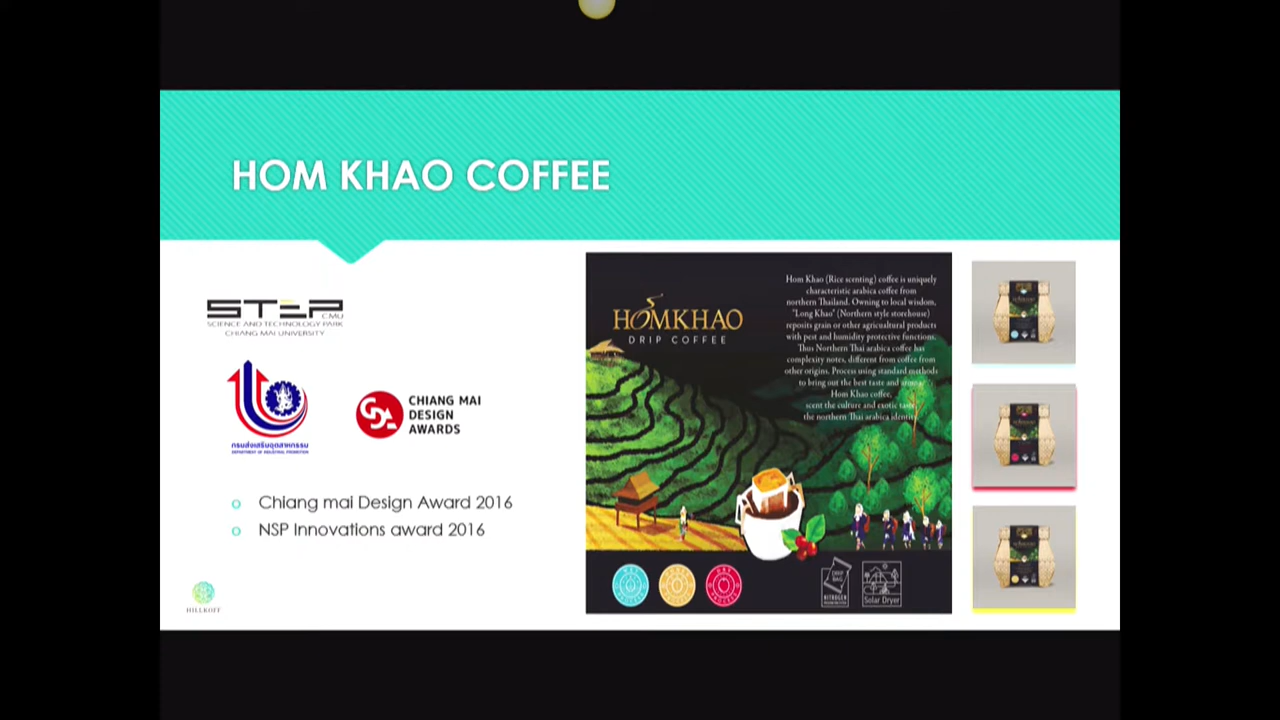 HOM KHAO COFFEE
STEP
CMU
SCIENCE AND TECHNOLOGY PARK
CHIANG MAI UNIVERSITY
กรมส่งเสริมอุตสาหกรรม
DEPARTMENT OF INDUSTRIAL PROMOTION
CHIANG MAI
DESIGN
AWARDS
Chiang mai Design Award 2016
NSP Innovations award 2016
HILLKOFF
HOMKHAO
DRIP COFFEE
Hom Khao (Rice scenting) coffee is uniquely
characteristic arabica coffee from
northern Thailand. Owning to local wisdom,
"Long Khao" (Northern style storehouse)
reposits grain or other agricultural products
with pest and humidity protective functions.
Thus Northern Thai arabica coffee has
complexity notes, different from coffee from
other origins. Process using standard methods
to bring out the best taste and aroma.
Hom Khao coffee,
scent the culture and exotic taste,
the northern Thai arabica identity.
DRIP
BAG
NITROGEN
Solar Dryer